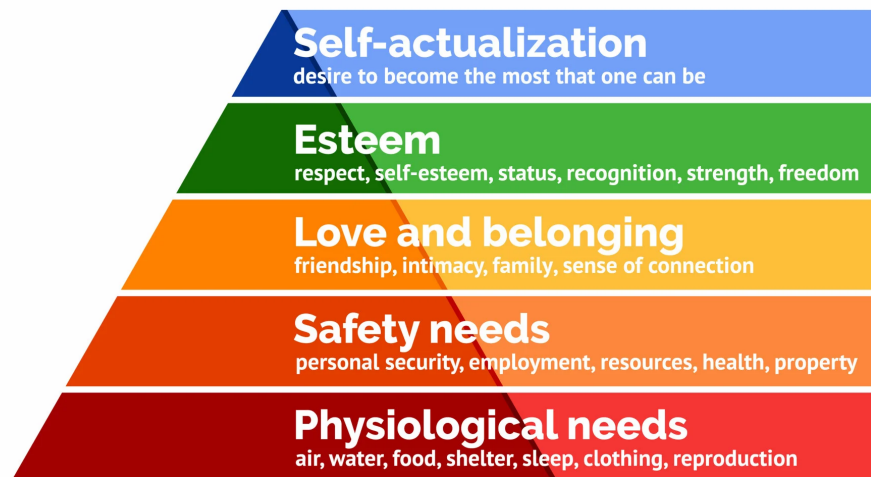 Self-actualization
desire to become the most that one can be
Esteem
respect, self-esteem, status, recognition, strength, freedom
Love and belonging
friendship, intimacy, family, sense of connection
Safety needs
personal security, employment, resources, health, property
Physiological needs
air, water, food, shelter, sleep, clothing, reproduction